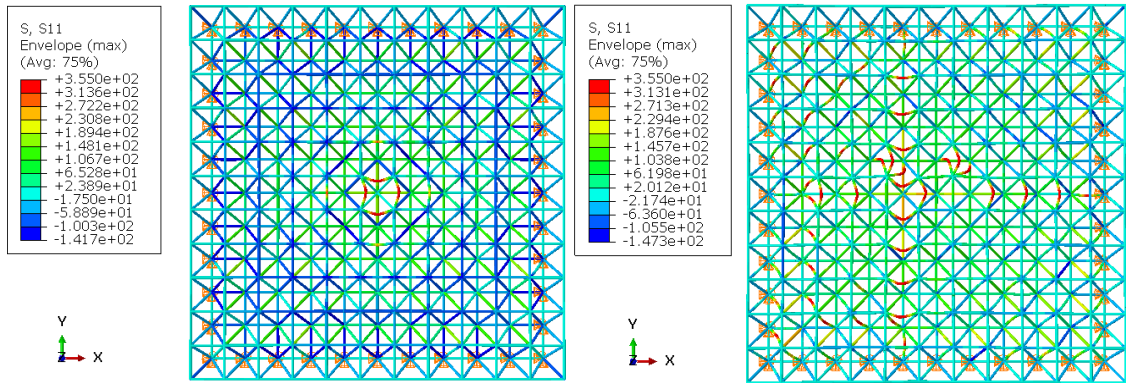 S, S11
Envelope (max)
(Avg: 75%)
+3.550e+02
+3.136e+02
+2.722e+02
+2.308e+02
+1.894e+02
+1.481e+02
+1.067e+02
+6.528e+01
+2.389e+01
-1.750e+01
-5.889e+01
-1.003e+02
-1.417e+02
Y
Z
X
S, S11
Envelope (max)
(Avg: 75%)
+3.550e+02
+3.131e+02
+2.713e+02
+2.294e+02
+1.876e+02
+1.457e+02
+1.038e+02
+6.198e+01
+2.012e+01
-2.174e+01
-6.360e+01
-1.055e+02
-1.473e+02
Y
Z
X